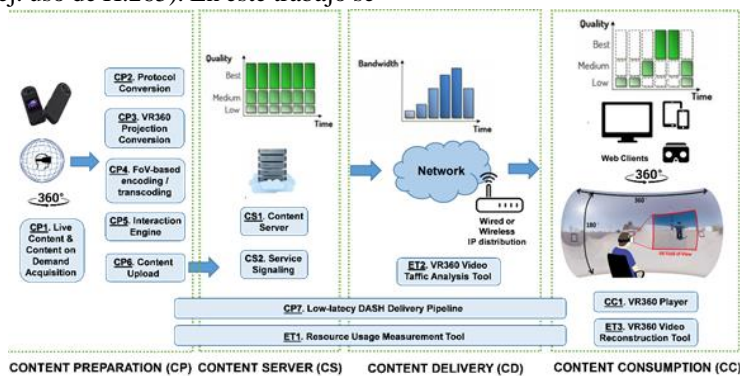 ej. uso de H.265). En este trabajo se
CP2. Protocol
Conversion
CP3.
VR360
Projection
Conversion
CP4. FoV-based
encoding /
transcoding
CP5. Interaction
Engine
CP6. Content
Upload
360°
CP1. Live
Content &
Content on
Demand
Acquisition
Quality
Best
Medium
Low
Time
CS1. Content
Server
CS2. Service
Signaling
Bandwidth
Time
Network
Wired or
Wireless
IP distribution
ET2. VR360 Video
Taffic Analysis Tool
Quality
Best
Medium
Low
Time
Web Clients
360°
360°
180°
CC1. VR360 Player
ET3. VR360 Video
Reconstruction Tool
CP7. Low-latecy DASH Delivery Pipeline
ET1. Resource Usage Measurement Tool
CONTENT PREPARATION (CP)
CONTENT SERVER (CS)
CONTENT DELIVERY (CD)
CONTENT CONSUMPTION (CC)